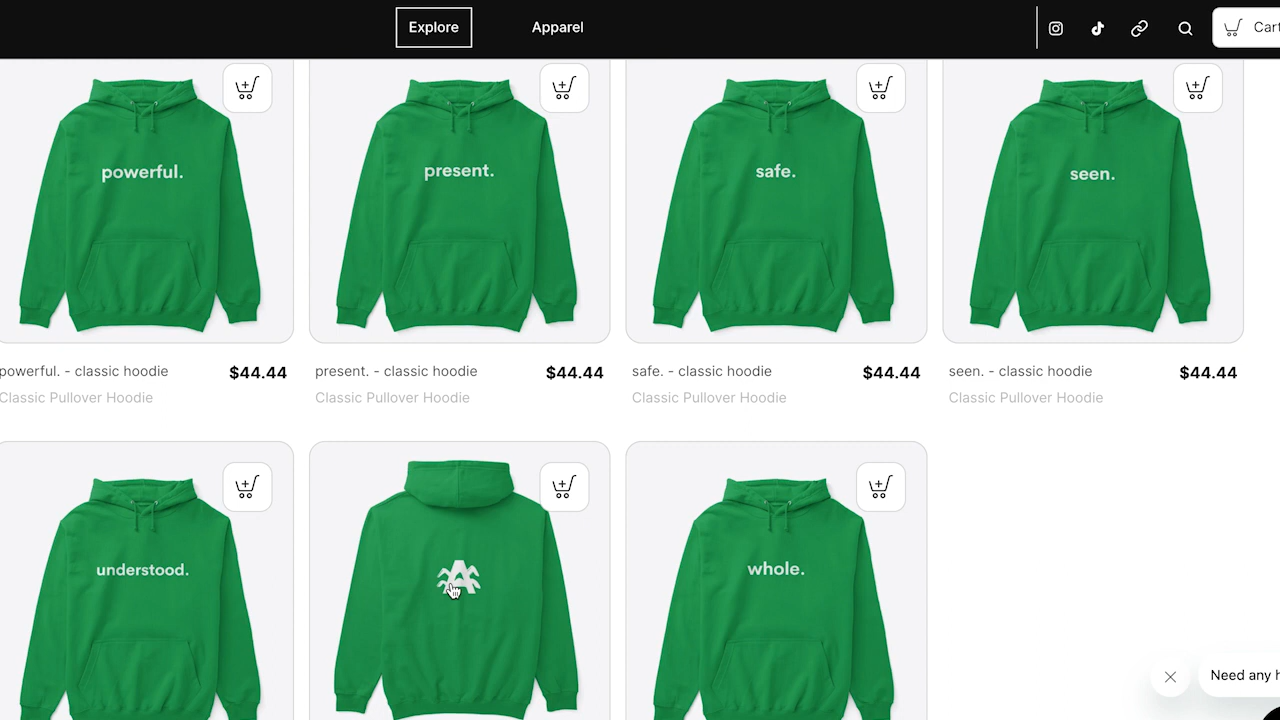 Explore
Apparel
Cart
powerful.
present.
safe.
seen.
powerful. - classic hoodie
$44.44
Classic Pullover Hoodie
present. - classic hoodie
$44.44
Classic Pullover Hoodie
safe. - classic hoodie
$44.44
Classic Pullover Hoodie
seen. - classic hoodie
$44.44
Classic Pullover Hoodie
understood.
whole.
Need any h